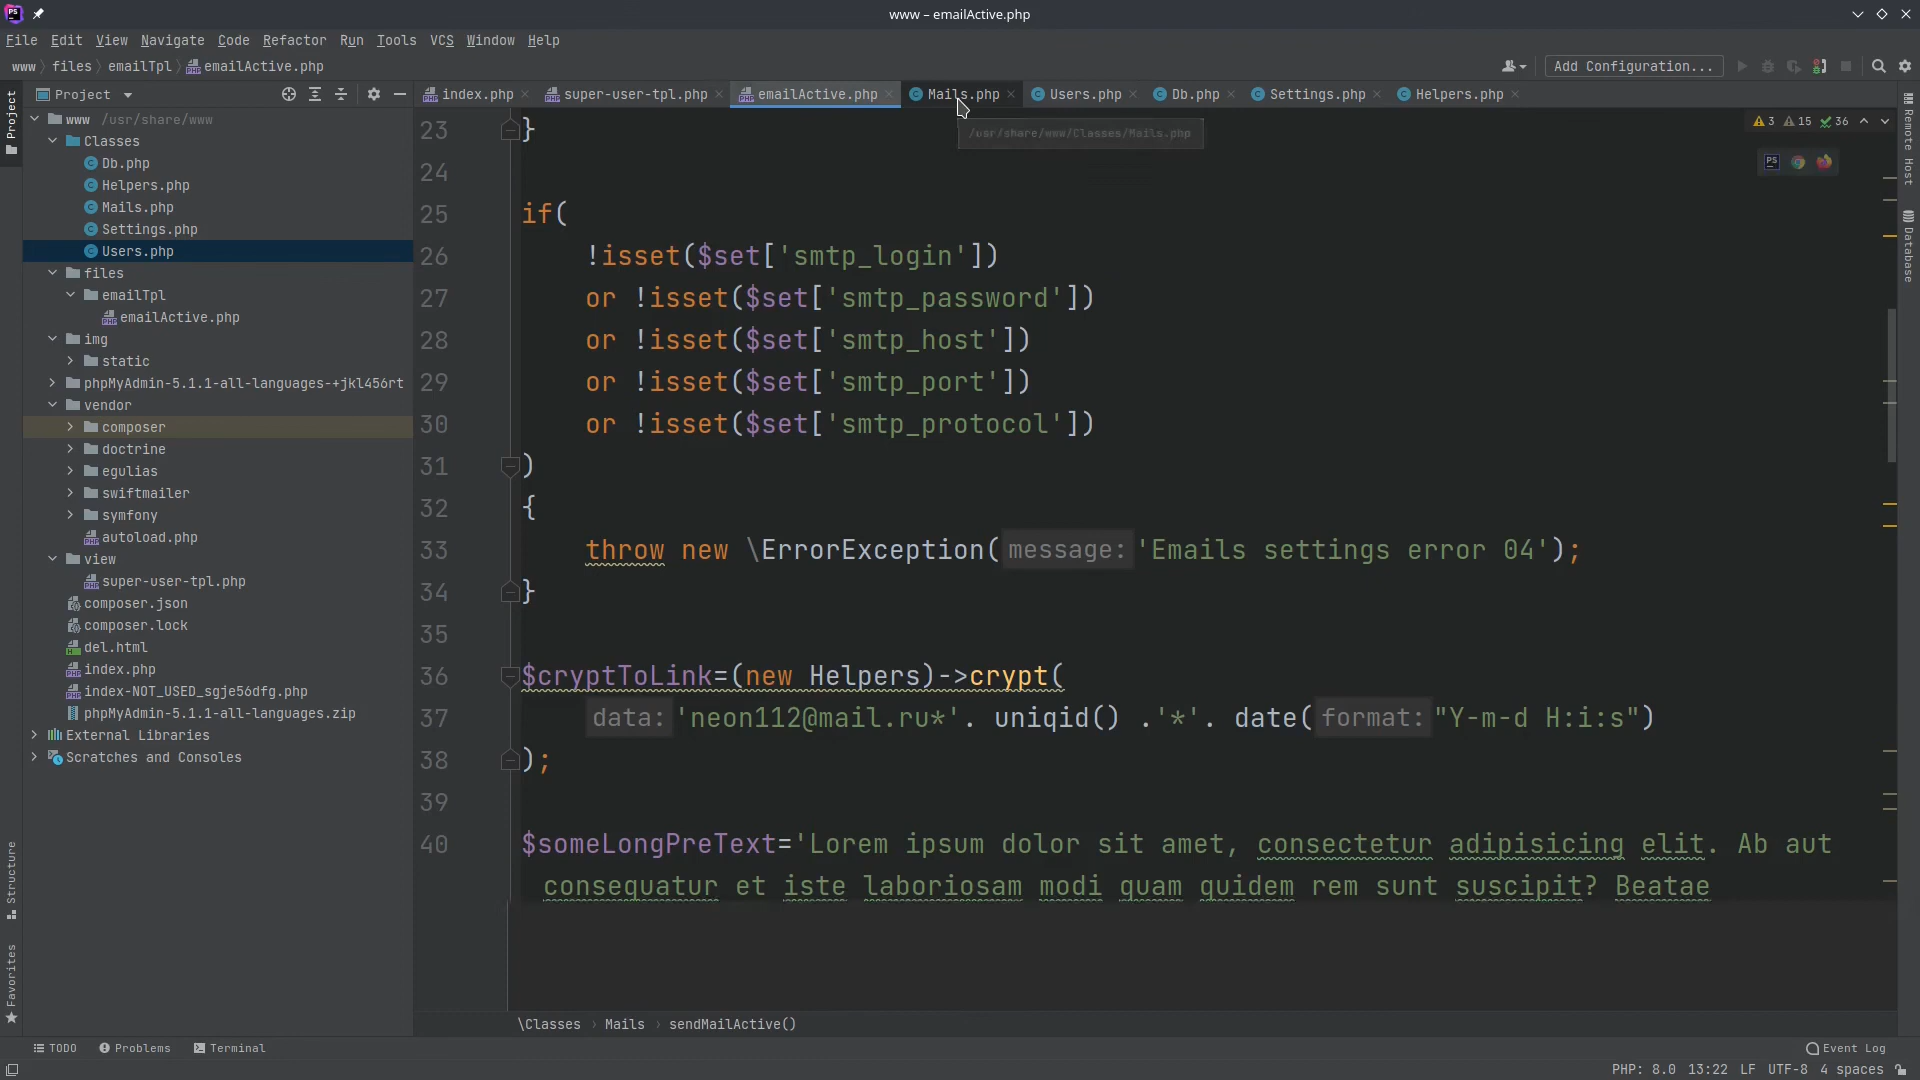 www – emailActive.php
File Edit View Navigate Code Refactor Run Tools VCS Window Help
www files emailTpl emailActive.php
Add Configuration...
Project
index.php
super-user-tpl.php
emailActive.php
Mails.php
Users.php
Db.php
Settings.php
Helpers.php
/usr/share/www/Classes/Mails.php
3 15 36
Project
www /usr/share/www
Classes
Db.php
Helpers.php
Mails.php
Settings.php
Users.php
files
emailTpl
emailActive.php
img
static
phpMyAdmin-5.1.1-all-languages-+jkl456rt
vendor
composer
doctrine
egulias
swiftmailer
symfony
autoload.php
view
super-user-tpl.php
composer.json
composer.lock
del.html
index.php
index-NOT_USED_sgje56dfg.php
phpMyAdmin-5.1.1-all-languages.zip
External Libraries
Scratches and Consoles
23 }
24
25 if(
26 !isset($set['smtp_login'])
27 or !isset($set['smtp_password'])
28 or !isset($set['smtp_host'])
29 or !isset($set['smtp_port'])
30 or !isset($set['smtp_protocol'])
31 )
32 {
33 throw new \ErrorException( message: 'Emails settings error 04');
34 }
35
36 $cryptToLink=(new Helpers)->crypt(
37 data: 'neon112@mail.ru*'. uniqid() .'*'. date( format: "Y-m-d H:i:s")
38 );
39
40 $someLongPreText='Lorem ipsum dolor sit amet, consectetur adipisicing elit. Ab aut
consequatur et iste laboriosam modi quam quidem rem sunt suscipit? Beatae
\Classes Mails sendMailActive()
Remote Host
Database
Structure
Favorites
TODO Problems Terminal
Event Log
PHP: 8.0 13:22 LF UTF-8 4 spaces